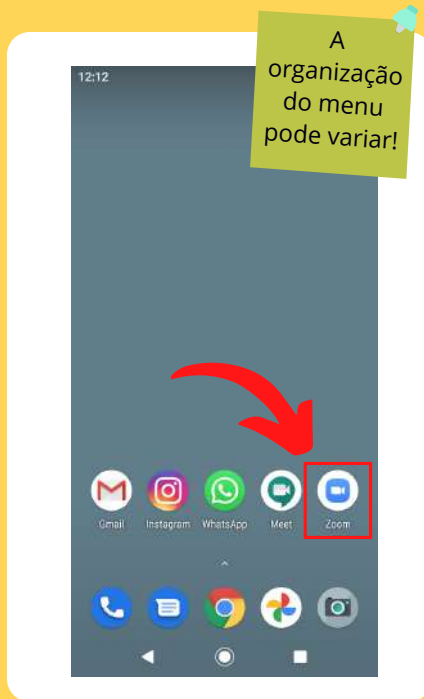 A
organização
do menu
pode variar!
12:12
Gmail Instagram WhatsApp Meet Zoom